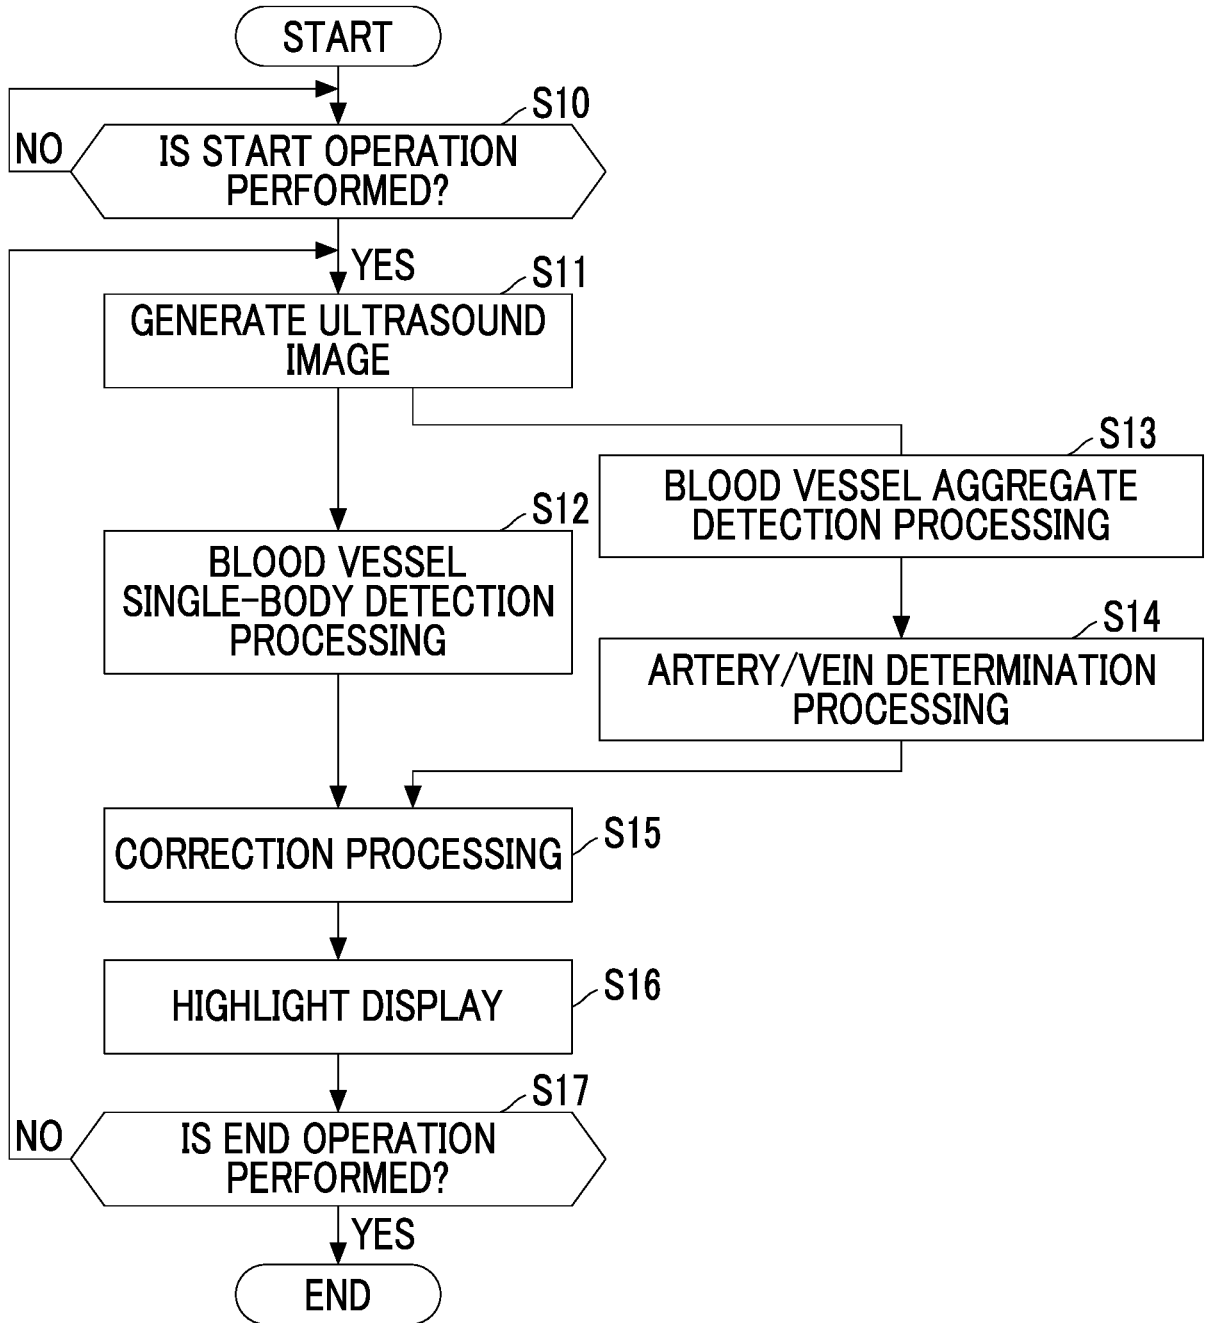 START
S10
NO
IS START OPERATION
PERFORMED?
YES
S11
GENERATE ULTRASOUND
IMAGE
S13
BLOOD VESSEL AGGREGATE
DETECTION PROCESSING
S12
BLOOD VESSEL
SINGLE-BODY DETECTION
PROCESSING
S14
ARTERY/VEIN DETERMINATION
PROCESSING
S15
CORRECTION PROCESSING
S16
HIGHLIGHT DISPLAY
S17
NO
IS END OPERATION
PERFORMED?
YES
END